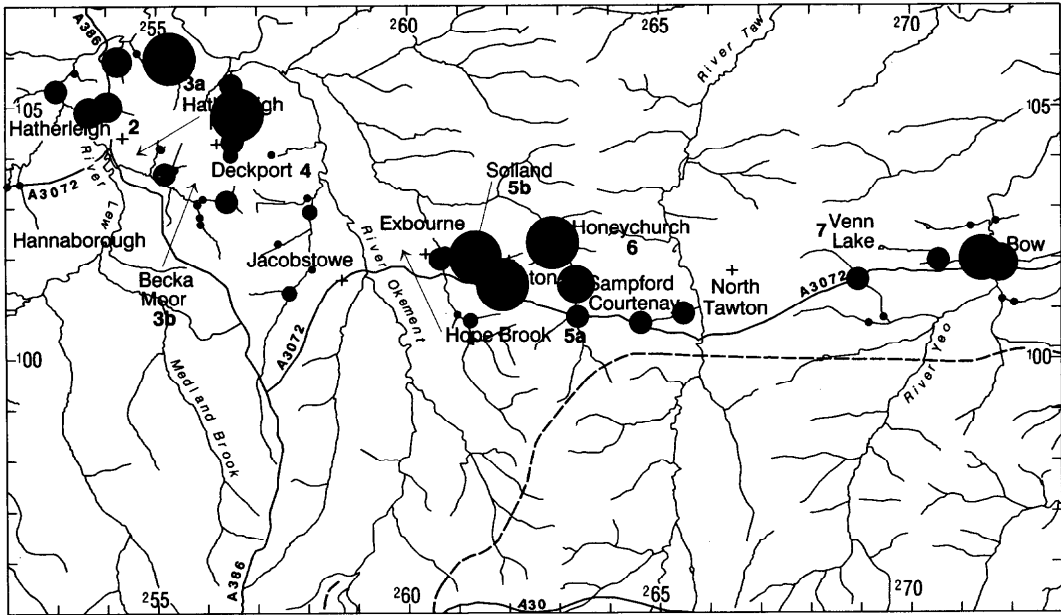 A386
255
260
265
270
River Taw
3a
Hatherleigh
105
105
Hatherleigh 2
Deckport 4
A3072
River Lew
Solland
5b
Exbourne
Honeychurch
6
7 Venn
Lake
Bow
Hannaborough
River Okement
Jacobstowe
Becka
Moor
3b
Sampford
Courtenay
North
Tawton
A3072
Hope Brook 5a
A3072
100
100
Medland Brook
River Yeo
A386
255
260
A30
265
270